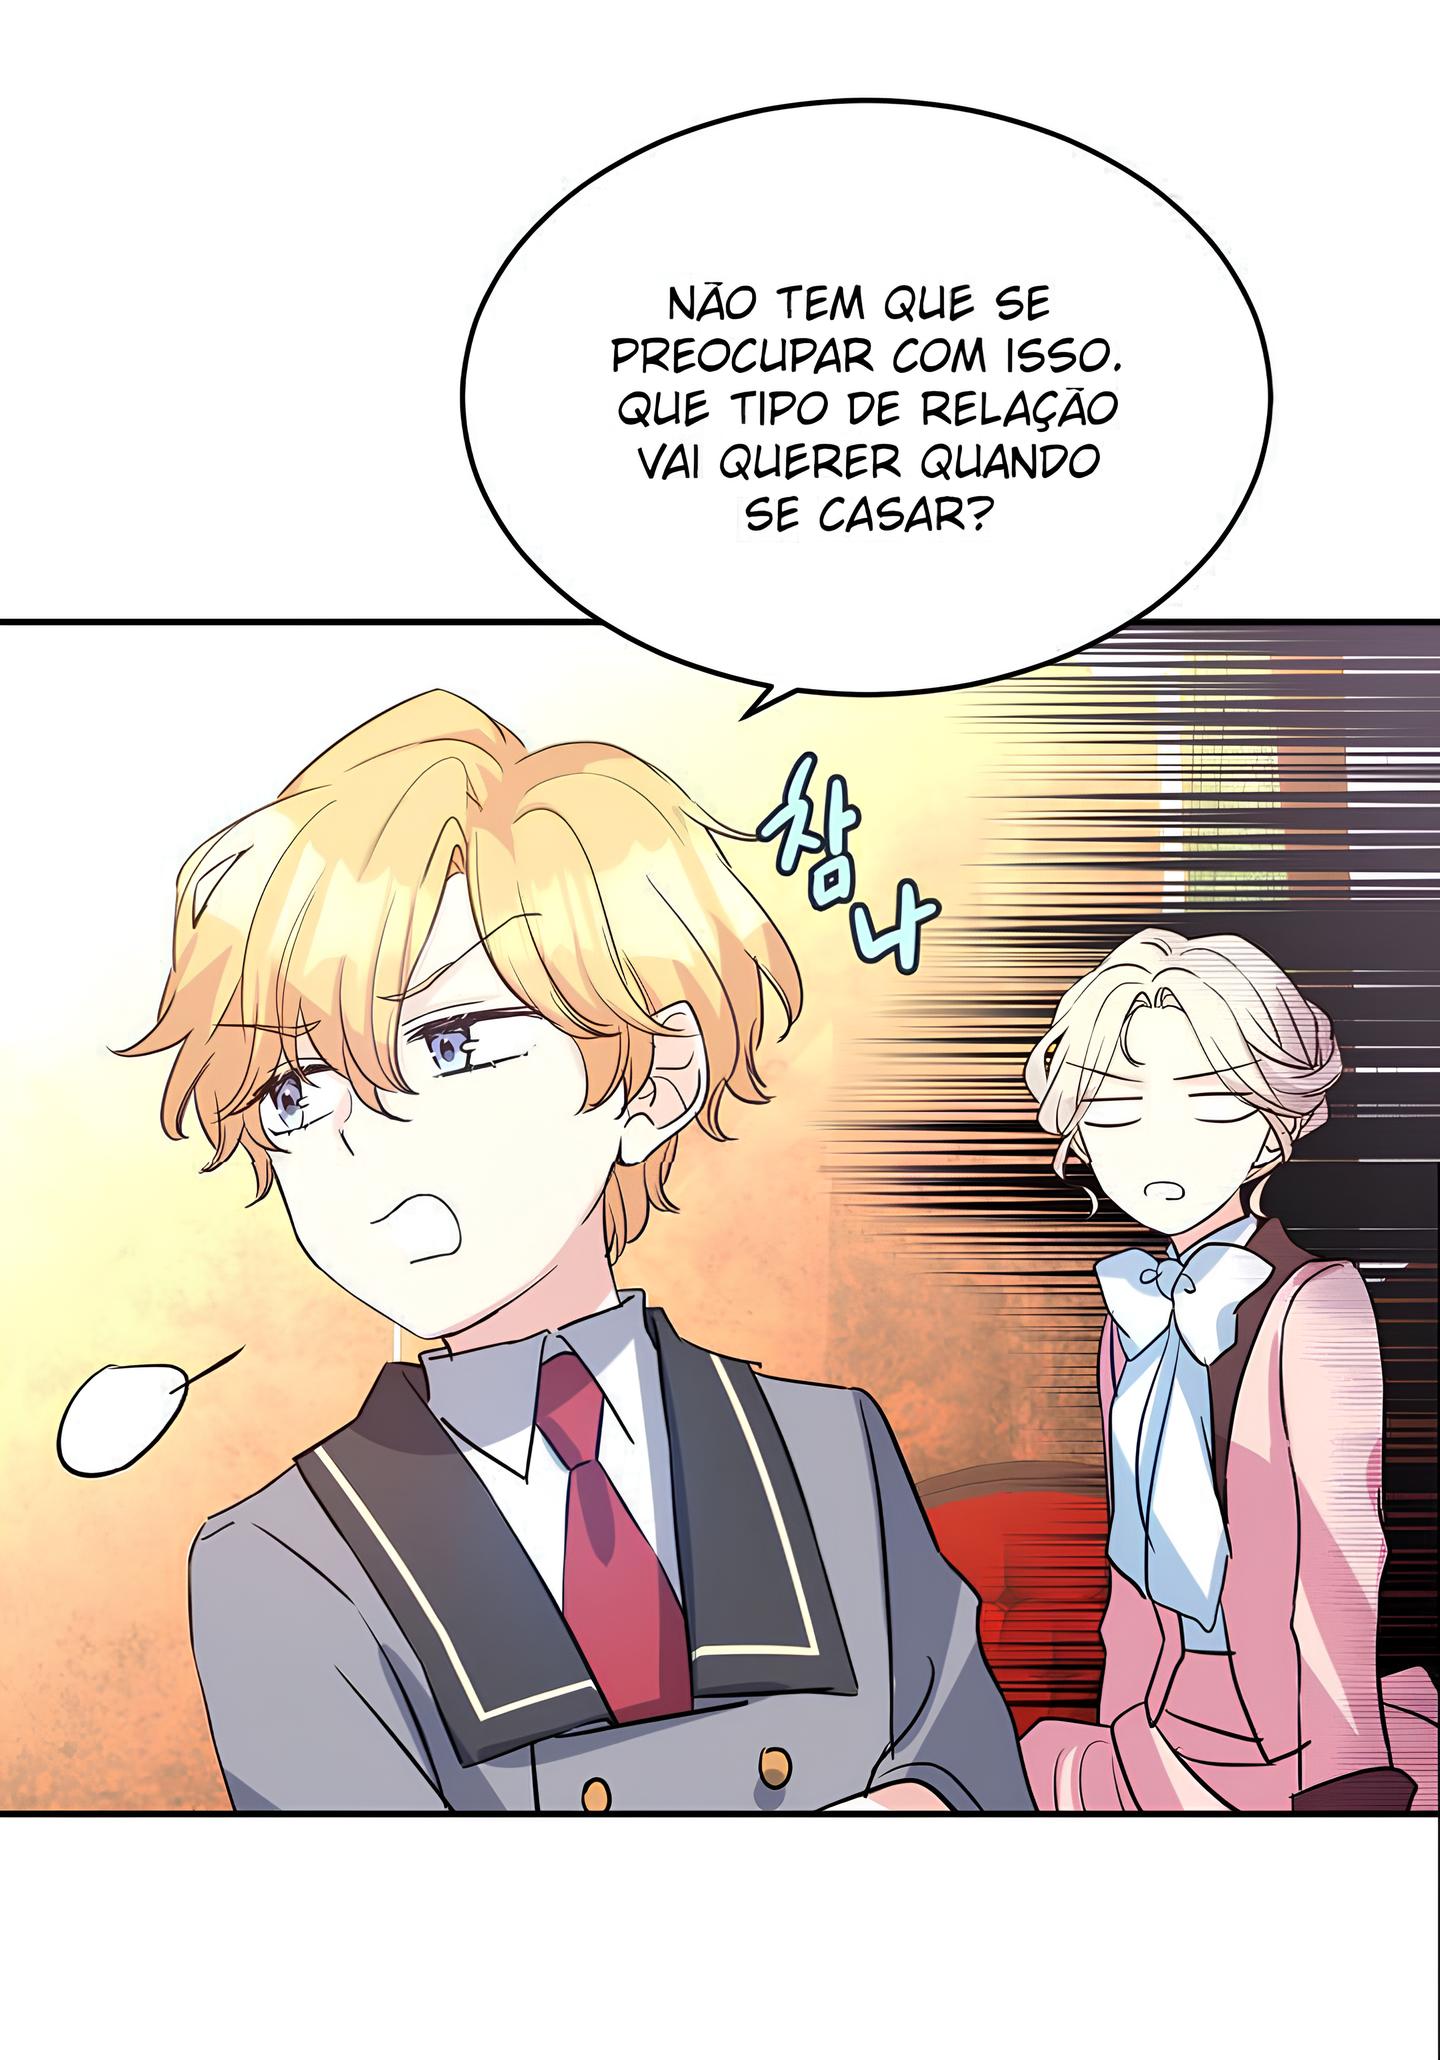 NÃO TEM QUE SE
PREOCUPAR COM ISSO.
QUE TIPO DE RELAÇÃO
VAI QUERER QUANDO
SE CASAR?
참
나